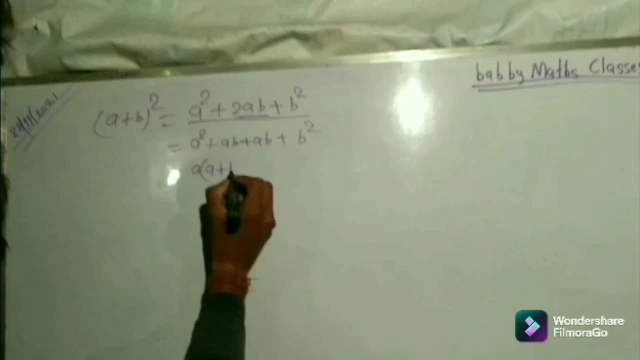 babby Maths Classes
(a+b)² = a² + 2ab + b²
= a² + ab + ab + b²
a(a+b
Wondershare
FilmoraGo